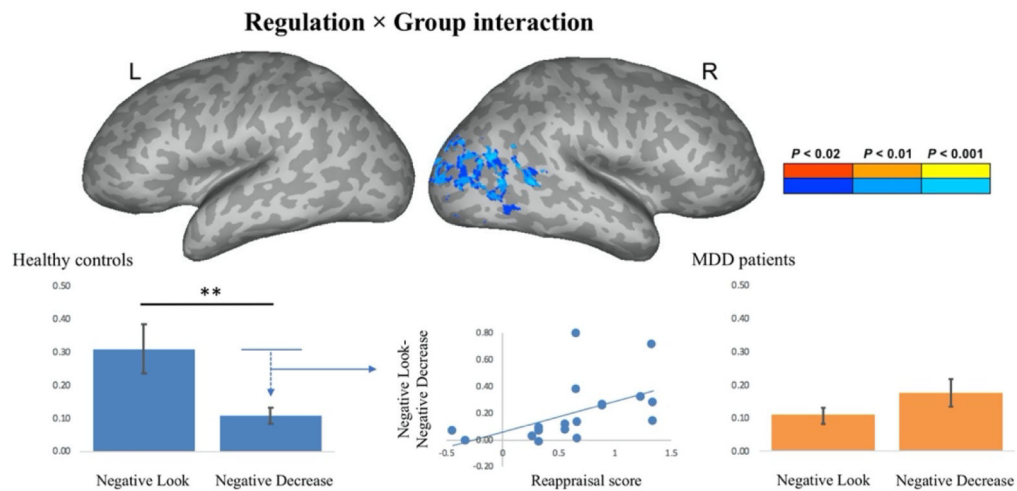 Regulation × Group interaction
L
R
P < 0.02 P < 0.01 P < 0.001
Healthy controls
0.50
0.40
0.30
0.20
0.10
0.00
**
Negative Look Negative Decrease
Negative Look-
Negative Decrease
0.80
0.60
0.40
0.20
0.00
-0.20
-0.5 0 0.5 1 1.5
Reappraisal score
MDD patients
0.50
0.40
0.30
0.20
0.10
0.00
Negative Look Negative Decrease